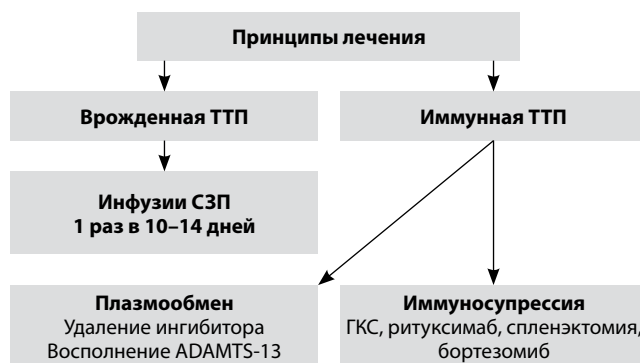 Принципы лечения
Врожденная ТТП
Иммунная ТТП
Инфузии СЗП
1 раз в 10–14 дней
Плазмообмен
Удаление ингибитора
Восполнение ADAMTS-13
Иммуносупрессия
ГКС, ритуксимаб, спленэктомия,
бортезомиб